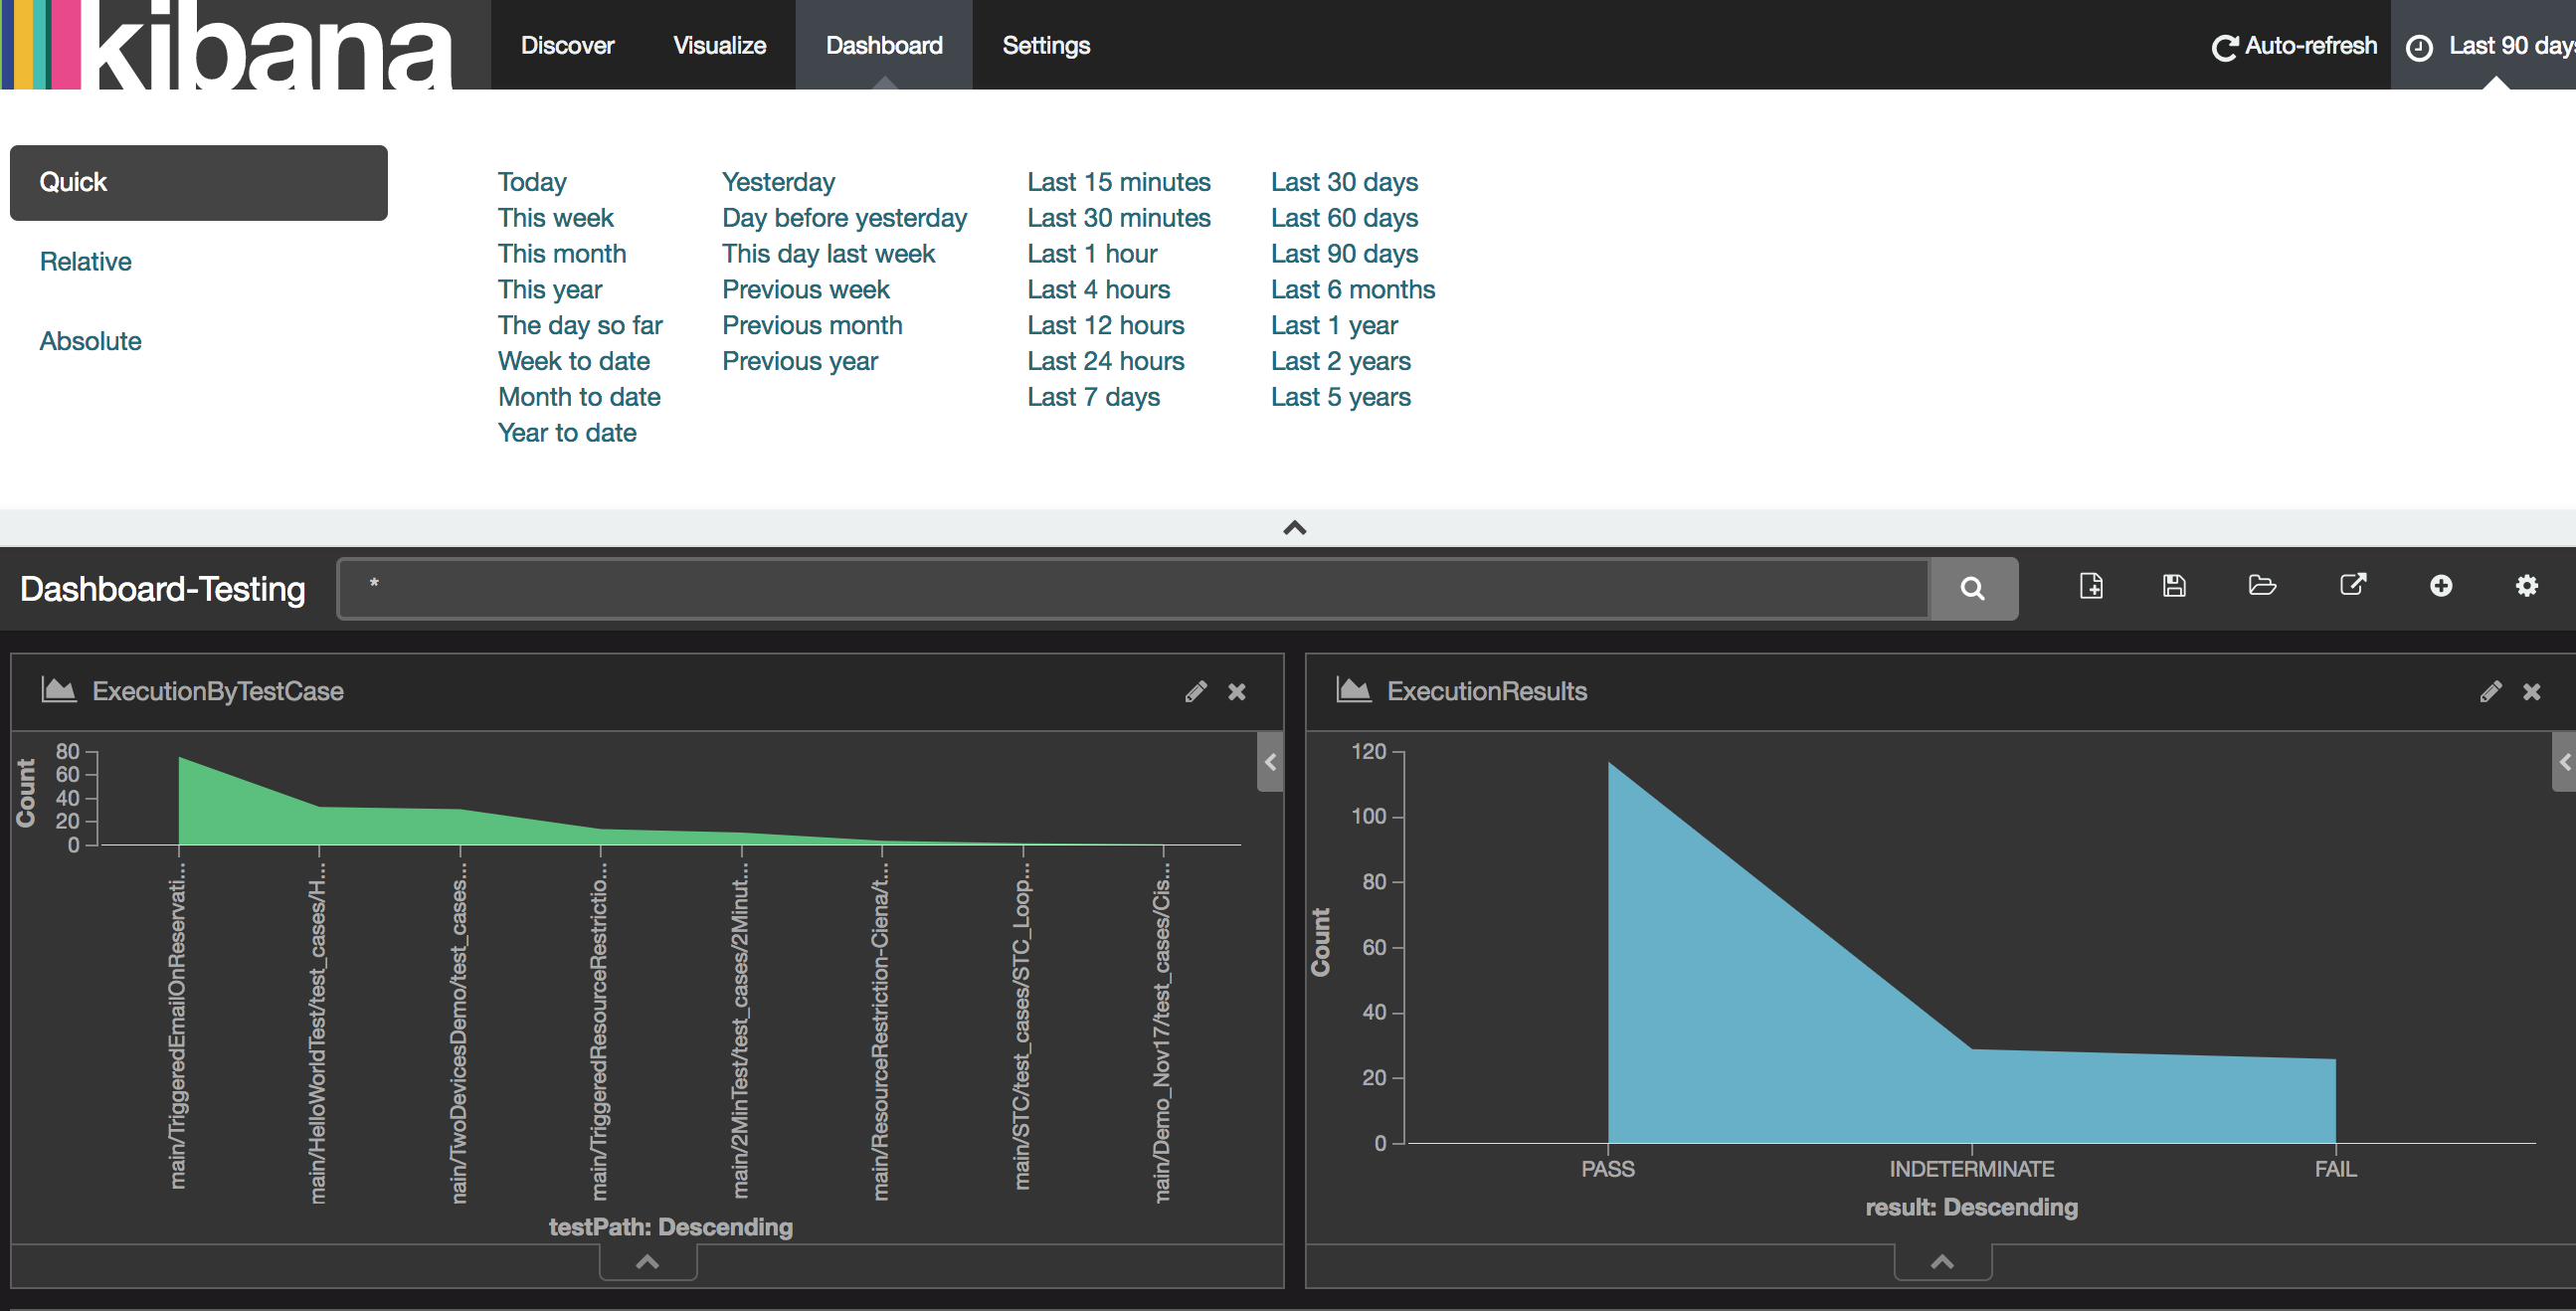 kibana
Discover
Visualize
Dashboard
Settings
Auto-refresh
Last 90 days
Quick
Relative
Absolute
Today
This week
This month
This year
The day so far
Week to date
Month to date
Year to date
Yesterday
Day before yesterday
This day last week
Previous week
Previous month
Previous year
Last 15 minutes
Last 30 minutes
Last 1 hour
Last 4 hours
Last 12 hours
Last 24 hours
Last 7 days
Last 30 days
Last 60 days
Last 90 days
Last 6 months
Last 1 year
Last 2 years
Last 5 years
Dashboard-Testing
*
ExecutionByTestCase
Count
80
60
40
20
0
main/TriggeredEmailOnReservati...
main/HelloWorldTest/test_cases/H...
nain/TwoDevicesDemo/test_cases...
main/TriggeredResourceRestrictio...
main/2MinTest/test_cases/2Minut...
main/ResourceRestriction-Ciena/t...
main/STC/test_cases/STC_Loop...
nain/Demo_Nov17/test_cases/Cis...
testPath: Descending
ExecutionResults
Count
120
100
80
60
40
20
0
PASS
INDETERMINATE
FAIL
result: Descending